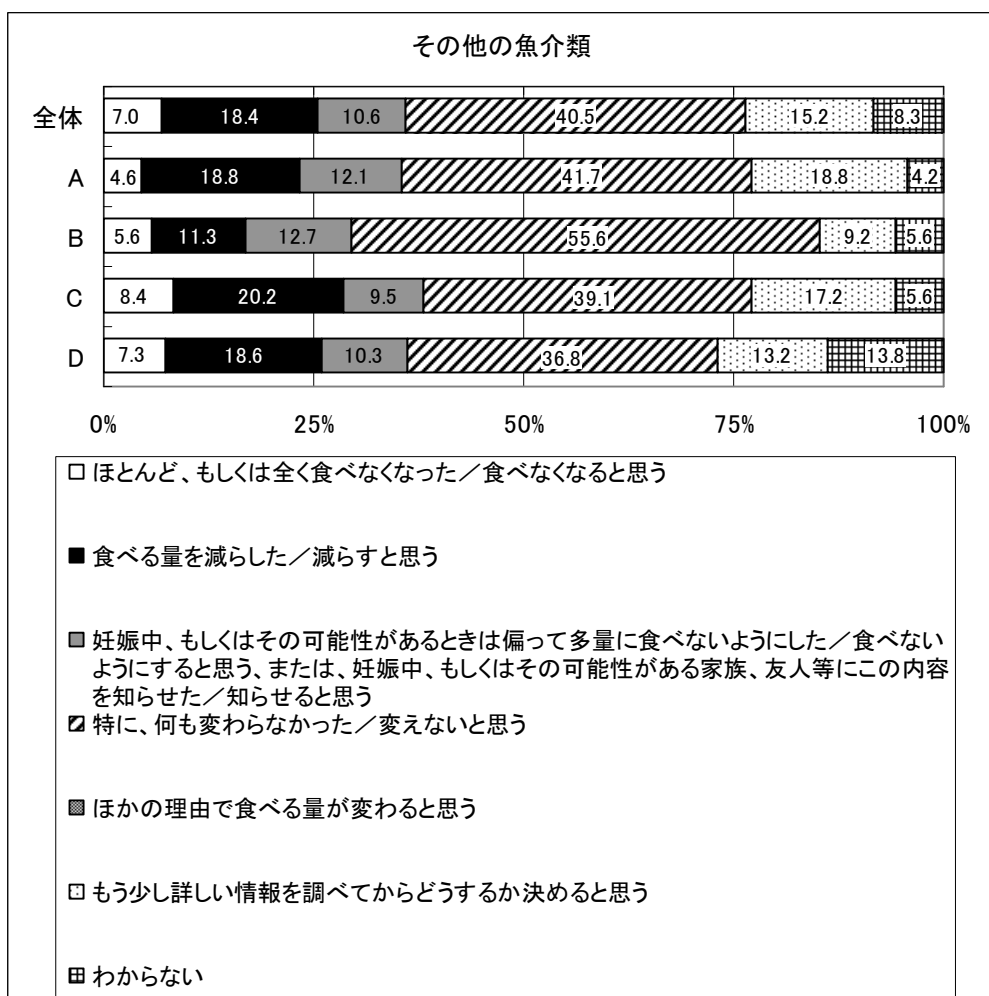 その他の魚介類
全体 7.0 18.4 10.6 40.5 15.2 8.3
A 4.6 18.8 12.1 41.7 18.8 4.2
B 5.6 11.3 12.7 55.6 9.2 5.6
C 8.4 20.2 9.5 39.1 17.2 5.6
D 7.3 18.6 10.3 36.8 13.2 13.8
0% 25% 50% 75% 100%
ほとんど、もしくは全く食べなくなった／食べなくなると思う
食べる量を減らした／減らすと思う
妊娠中、もしくはその可能性があるときは偏って多量に食べないようにした／食べない
ようにすると思う、または、妊娠中、もしくはその可能性がある家族、友人等にこの内容
を知らせた／知らせると思う
特に、何も変わらなかった／変えないと思う
ほかの理由で食べる量が変わると思う
もう少し詳しい情報を調べてからどうするか決めると思う
わからない